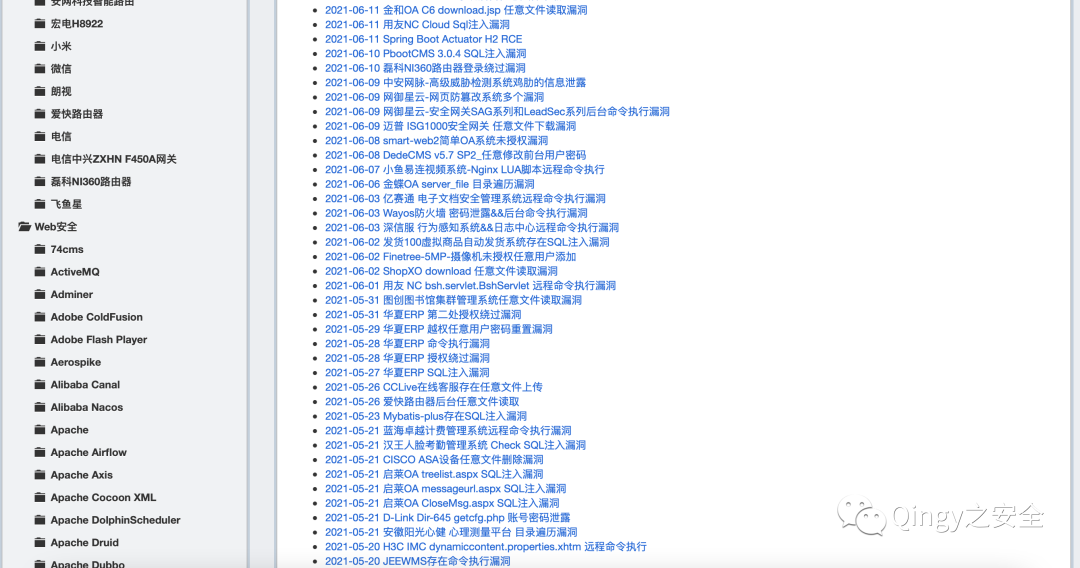 安网科技智能路由
宏电H8922
小米
微信
朗视
爱快路由器
电信
电信中兴ZXHN F450A网关
磊科NI360路由器
飞鱼星
Web安全
74cms
ActiveMQ
Adminer
Adobe ColdFusion
Adobe Flash Player
Aerospike
Alibaba Canal
Alibaba Nacos
Apache
Apache Airflow
Apache Axis
Apache Cocoon XML
Apache DolphinScheduler
Apache Druid
Apache Dubbo
2021-06-11 金和OA C6 download.jsp 任意文件读取漏洞
2021-06-11 用友NC Cloud Sql注入漏洞
2021-06-11 Spring Boot Actuator H2 RCE
2021-06-10 PbootCMS 3.0.4 SQL注入漏洞
2021-06-10 磊科NI360路由器登录绕过漏洞
2021-06-09 中安网脉-高级威胁检测系统鸡肋的信息泄露
2021-06-09 网御星云-网页防篡改系统多个漏洞
2021-06-09 网御星云-安全网关SAG系列和LeadSec系列后台命令执行漏洞
2021-06-09 迈普 ISG1000安全网关 任意文件下载漏洞
2021-06-08 smart-web2简单OA系统未授权漏洞
2021-06-08 DedeCMS v5.7 SP2_任意修改前台用户密码
2021-06-07 小鱼易连视频系统-Nginx LUA脚本远程命令执行
2021-06-06 金蝶OA server_file 目录遍历漏洞
2021-06-03 亿赛通 电子文档安全管理系统远程命令执行漏洞
2021-06-03 Wayos防火墙 密码泄露&&后台命令执行漏洞
2021-06-03 深信服 行为感知系统&&日志中心远程命令执行漏洞
2021-06-02 发货100虚拟商品自动发货系统存在SQL注入漏洞
2021-06-02 Finetree-5MP-摄像机未授权任意用户添加
2021-06-02 ShopXO download 任意文件读取漏洞
2021-06-01 用友 NC bsh.servlet.BshServlet 远程命令执行漏洞
2021-05-31 图创图书馆集群管理系统任意文件读取漏洞
2021-05-31 华夏ERP 第二处授权绕过漏洞
2021-05-29 华夏ERP 越权任意用户密码重置漏洞
2021-05-28 华夏ERP 命令执行漏洞
2021-05-28 华夏ERP 授权绕过漏洞
2021-05-27 华夏ERP SQL注入漏洞
2021-05-26 CCLive在线客服存在任意文件上传
2021-05-26 爱快路由器后台任意文件读取
2021-05-23 Mybatis-plus存在SQL注入漏洞
2021-05-21 蓝海卓越计费管理系统远程命令执行漏洞
2021-05-21 汉王人脸考勤管理系统 Check SQL注入漏洞
2021-05-21 CISCO ASA设备任意文件删除漏洞
2021-05-21 启莱OA treelist.aspx SQL注入漏洞
2021-05-21 启莱OA messageurl.aspx SQL注入漏洞
2021-05-21 启莱OA CloseMsg.aspx SQL注入漏洞
2021-05-21 D-Link Dir-645 getcfg.php 账号密码泄露
2021-05-21 安徽阳光心健 心理测量平台 目录遍历漏洞
2021-05-20 H3C IMC dynamiccontent.properties.xhtm 远程命令执行
2021-05-20 JEEWMS存在命令执行漏洞
Qingy之安全